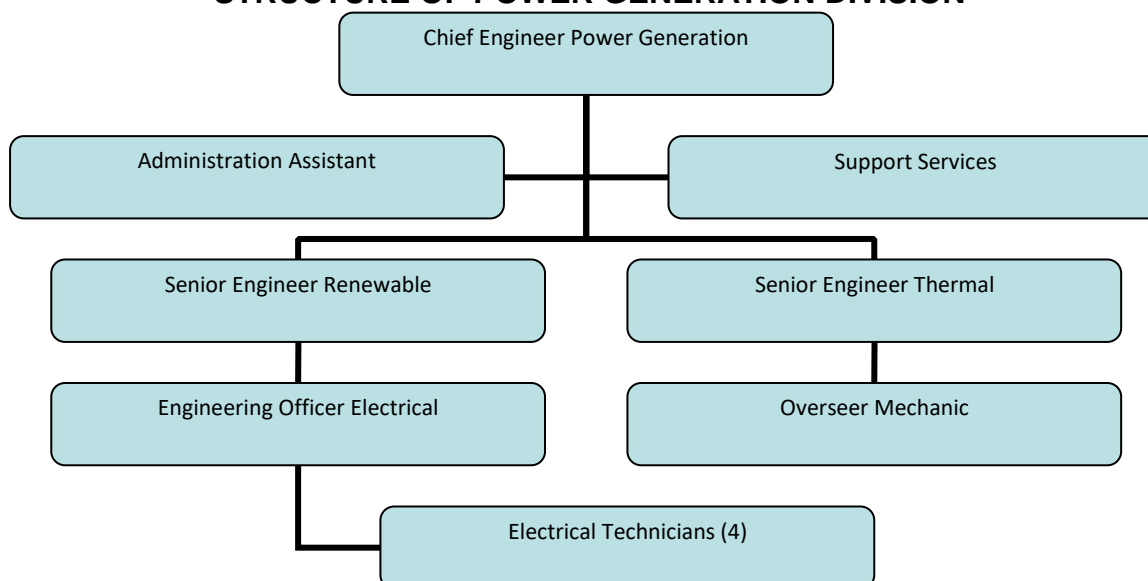 STRUCTURE OF POWER GENERATION DIVISION
Chief Engineer Power Generation
Administration Assistant
Support Services
Senior Engineer Renewable
Senior Engineer Thermal
Engineering Officer Electrical
Overseer Mechanic
Electrical Technicians (4)